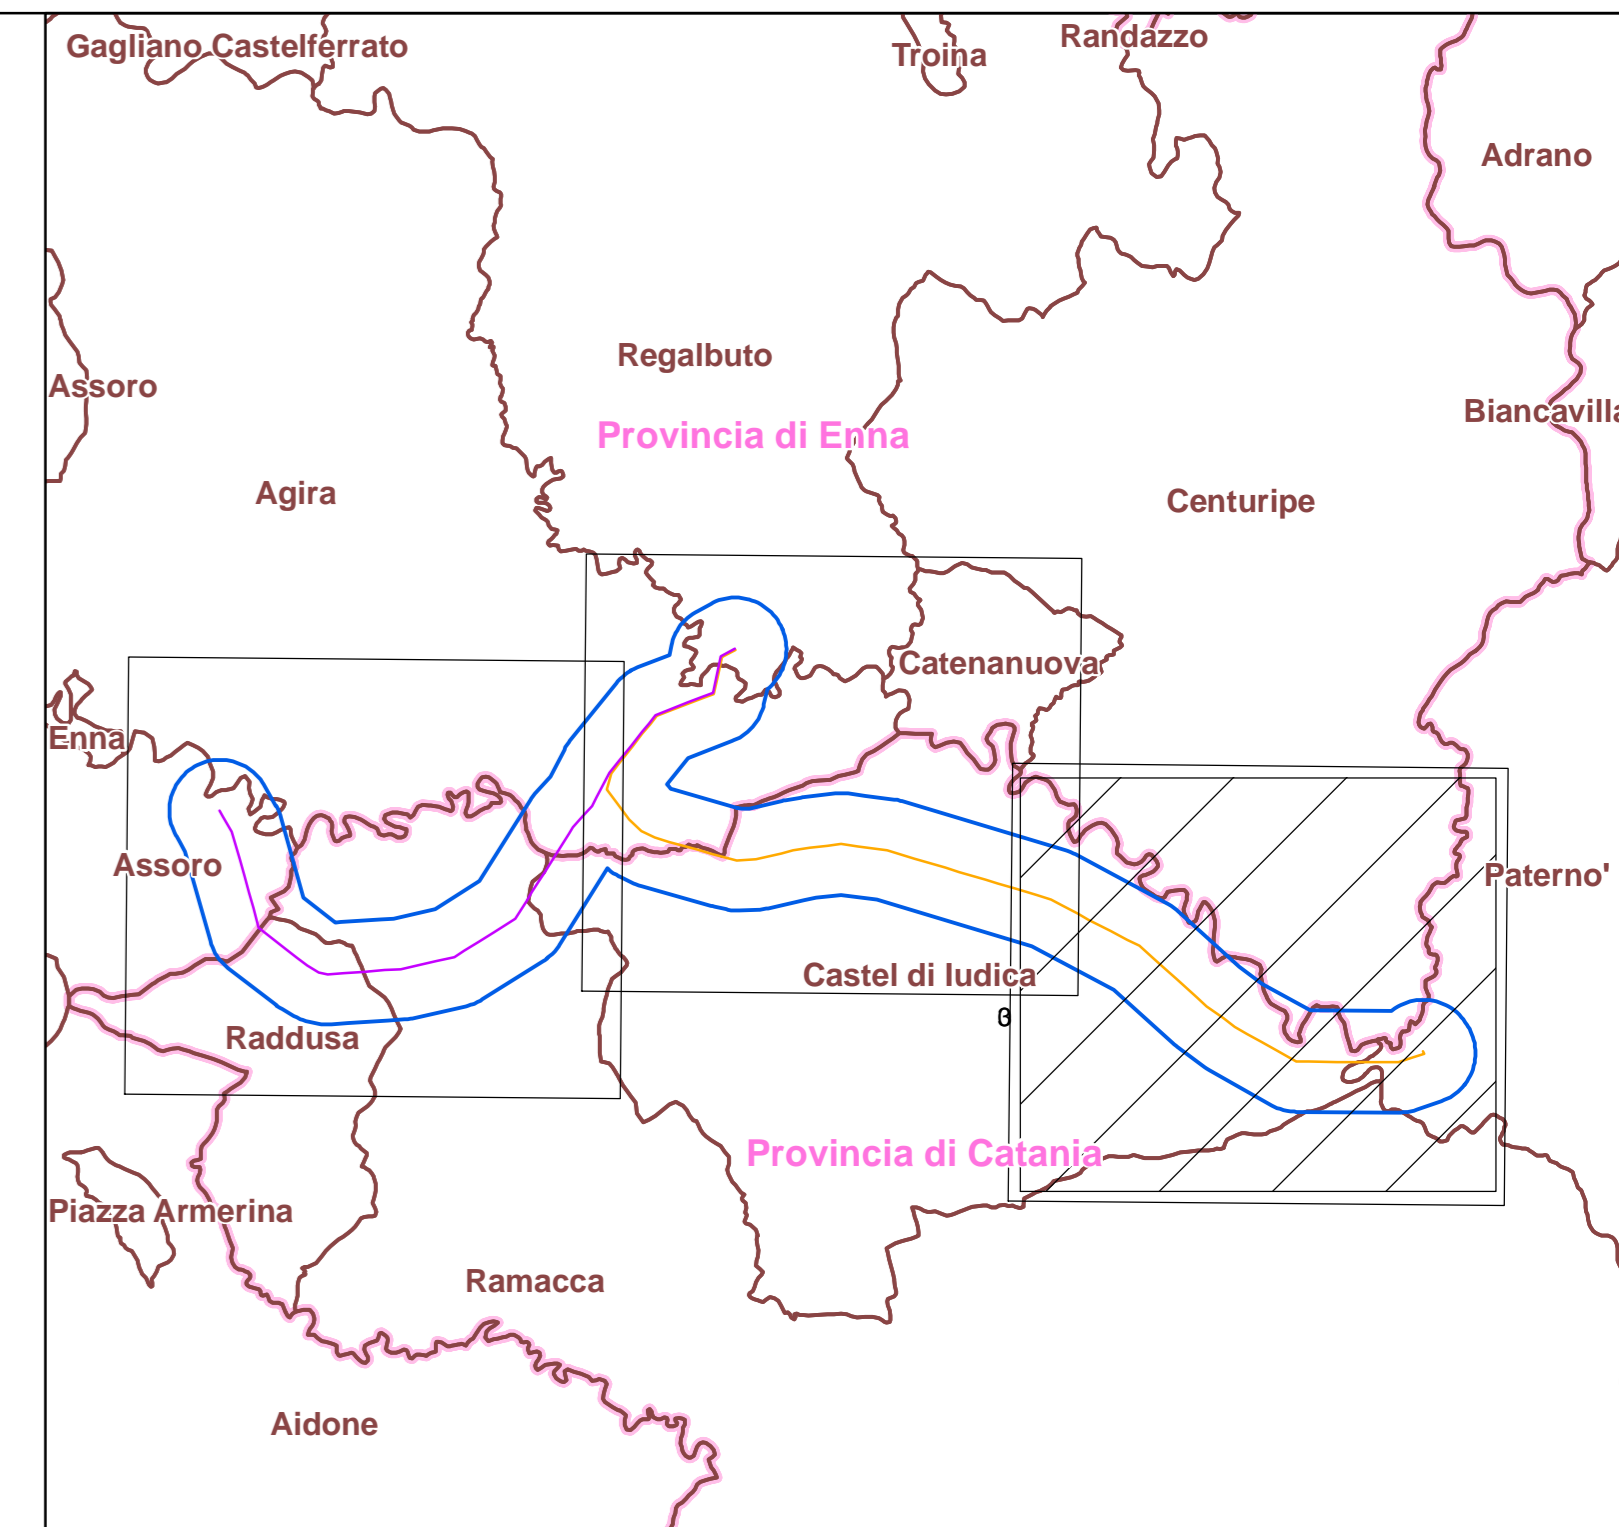 Gagliano Castelferrato
Troina
Randazzo
Adrano
Regalbuto
Assoro
Biancavilla
Provincia di Enna
Agira
Centuripe
Catenanuova
Enna
Assoro
Paterno'
Castel di Iudica
3
Raddusa
Provincia di Catania
Piazza Armerina
Ramacca
Aidone